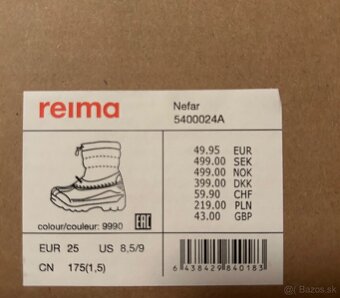 reima
Nefar
5400024A
49.95 EUR
499.00 SEK
499.00 NOK
399.00 DKK
59.90 CHF
219.00 PLN
43.00 GBP
colour/couleur: 9990
EAC
EUR 25 US 8,5/9
CN 175(1,5)
6 438429 840183
© Bazos.sk